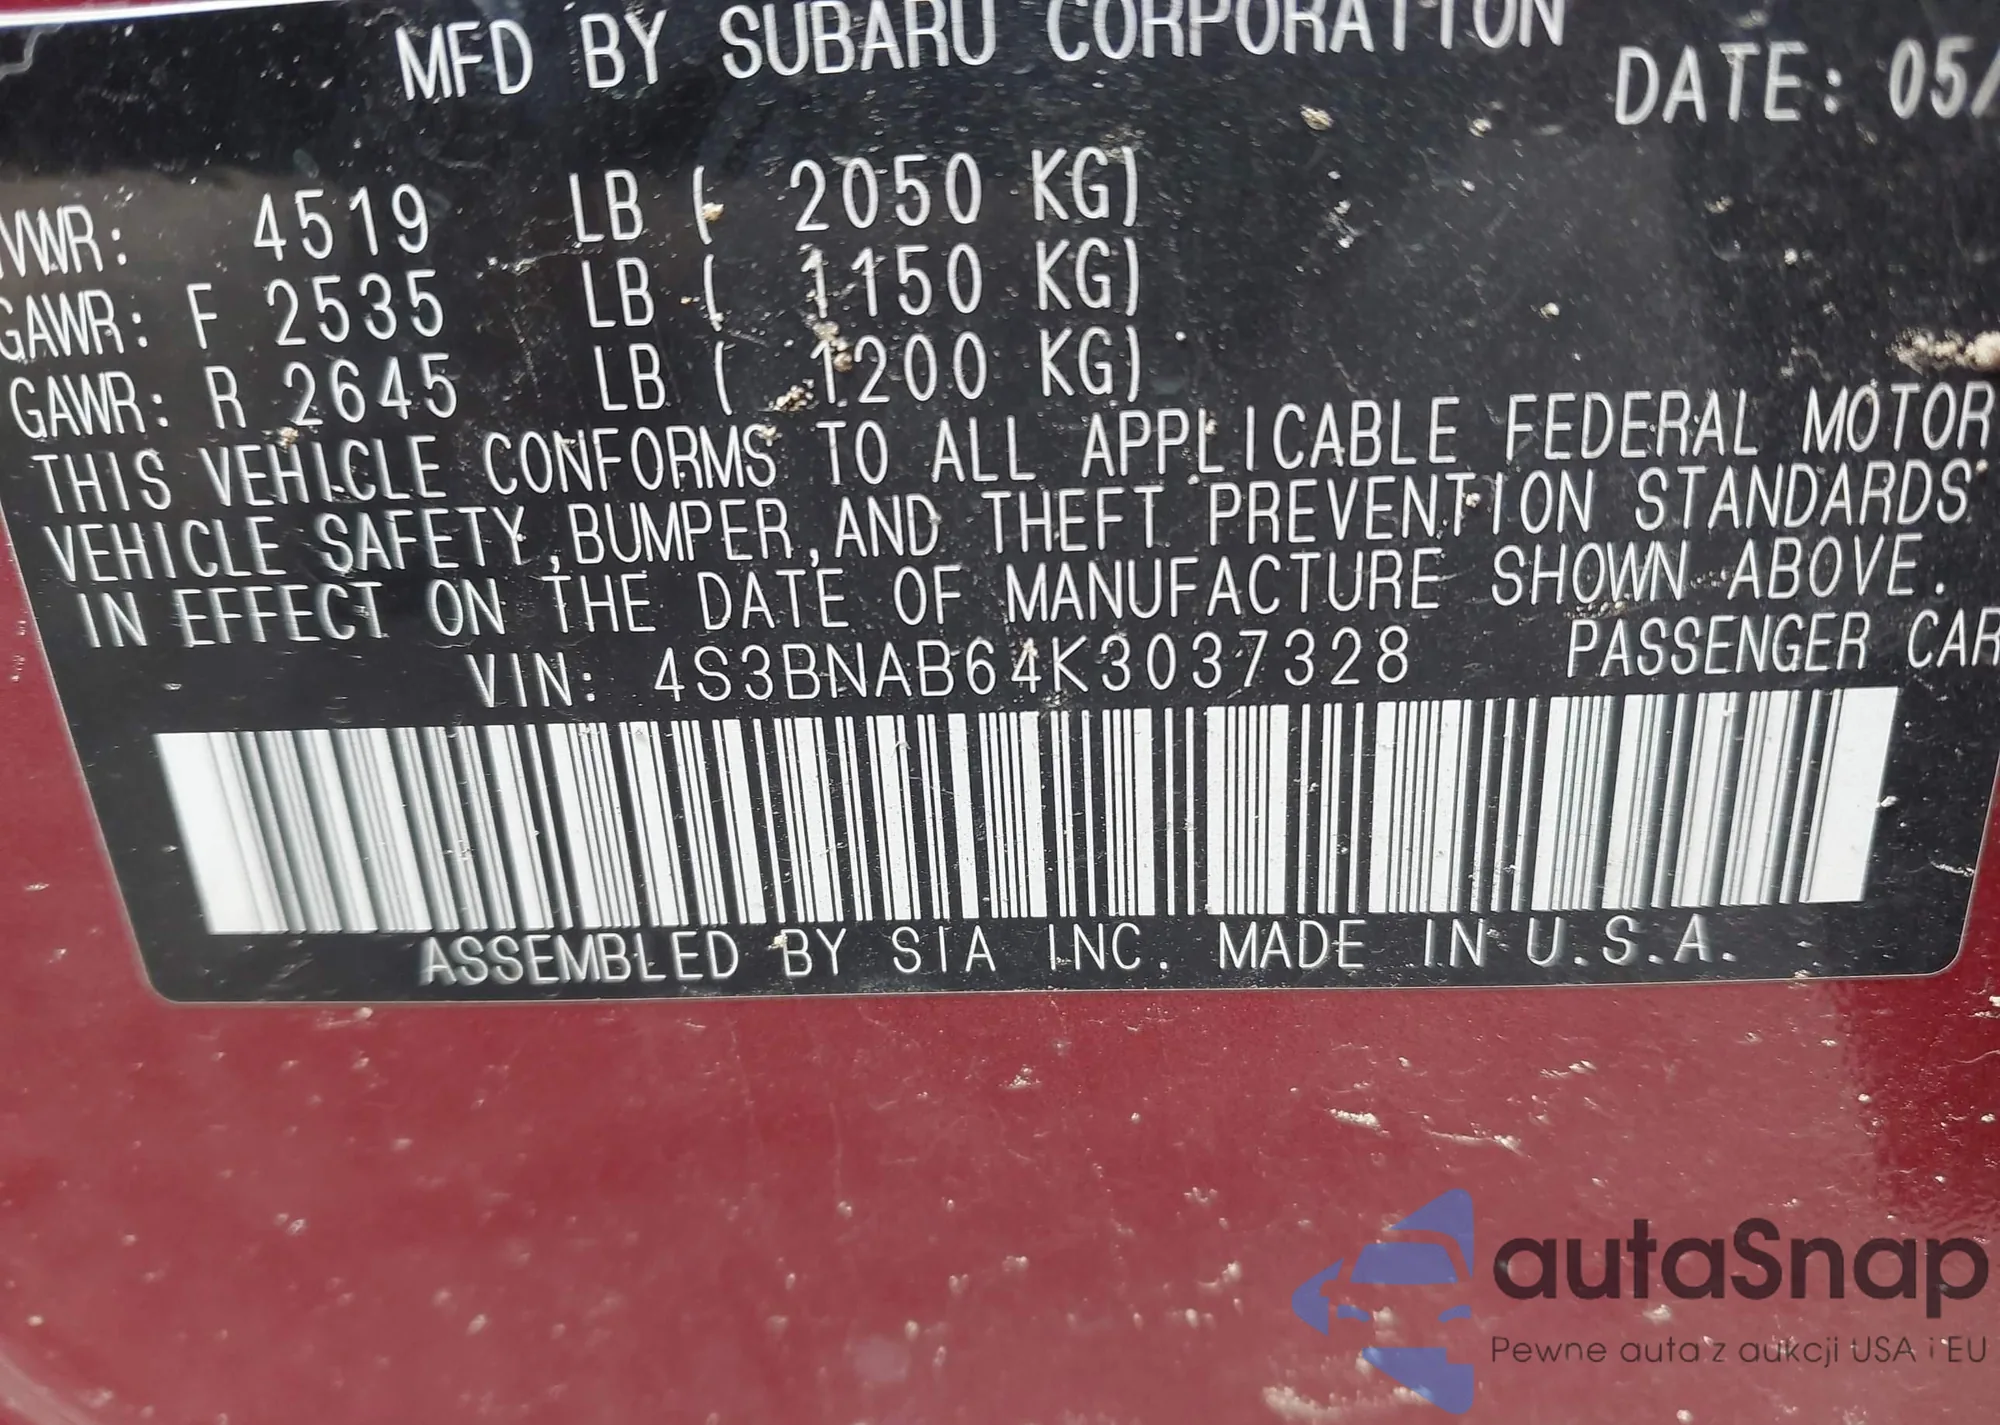 MFD BY SUBARU CORPORATION
DATE: 05/
VWR: 4519 LB ( 2050 KG)
GAWR: F 2535 LB ( 1150 KG)
GAWR: R 2645 LB ( 1200 KG)
THIS VEHICLE CONFORMS TO ALL APPLICABLE FEDERAL MOTOR
VEHICLE SAFETY,BUMPER,AND THEFT PREVENTION STANDARDS
IN EFFECT ON THE DATE OF MANUFACTURE SHOWN ABOVE.
VIN: 4S3BNAB64K3037328 PASSENGER CAR
ASSEMBLED BY SIA INC. MADE IN U.S.A.
autaSnap
Pewne auta z aukcji USA i EU